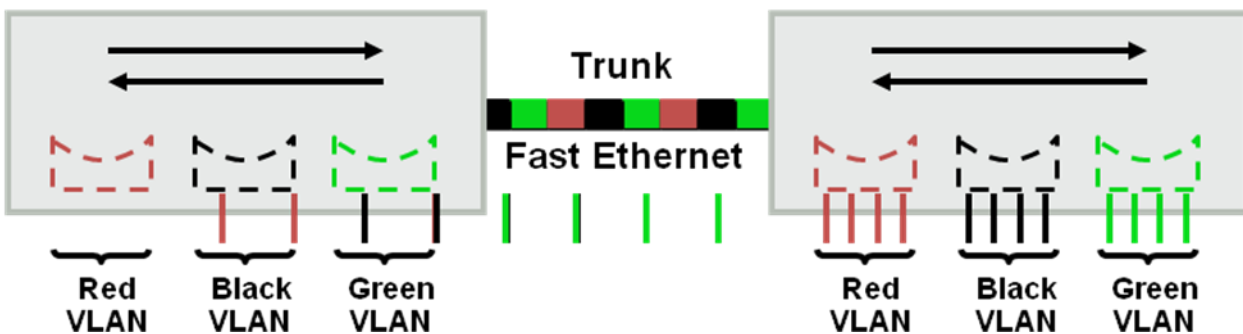 Trunk
Fast Ethernet
Red
VLAN
Black
VLAN
Green
VLAN
Red
VLAN
Black
VLAN
Green
VLAN